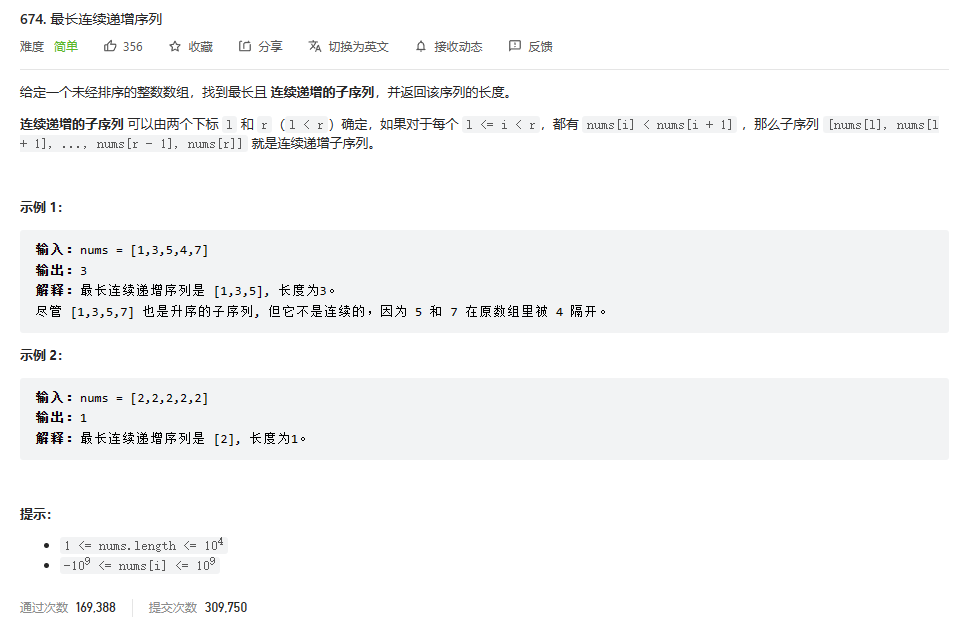 674. 最长连续递增序列
难度 简单 356 收藏 分享 切换为英文 接收动态 反馈
给定一个未经排序的整数数组，找到最长且 连续递增的子序列，并返回该序列的长度。
连续递增的子序列 可以由两个下标 l 和 r（l < r）确定，如果对于每个 l <= i < r，都有 nums[i] < nums[i + 1] ，那么子序列 [nums[l], nums[l
+ 1], ..., nums[r - 1], nums[r]] 就是连续递增子序列。
示例 1：
输入：nums = [1,3,5,4,7]
输出：3
解释：最长连续递增序列是 [1,3,5], 长度为3。
尽管 [1,3,5,7] 也是升序的子序列, 但它不是连续的，因为 5 和 7 在原数组里被 4 隔开。
示例 2：
输入：nums = [2,2,2,2,2]
输出：1
解释：最长连续递增序列是 [2], 长度为1。
提示：
• 1 <= nums.length <= 10⁴
• -10⁹ <= nums[i] <= 10⁹
通过次数 169,388 提交次数 309,750